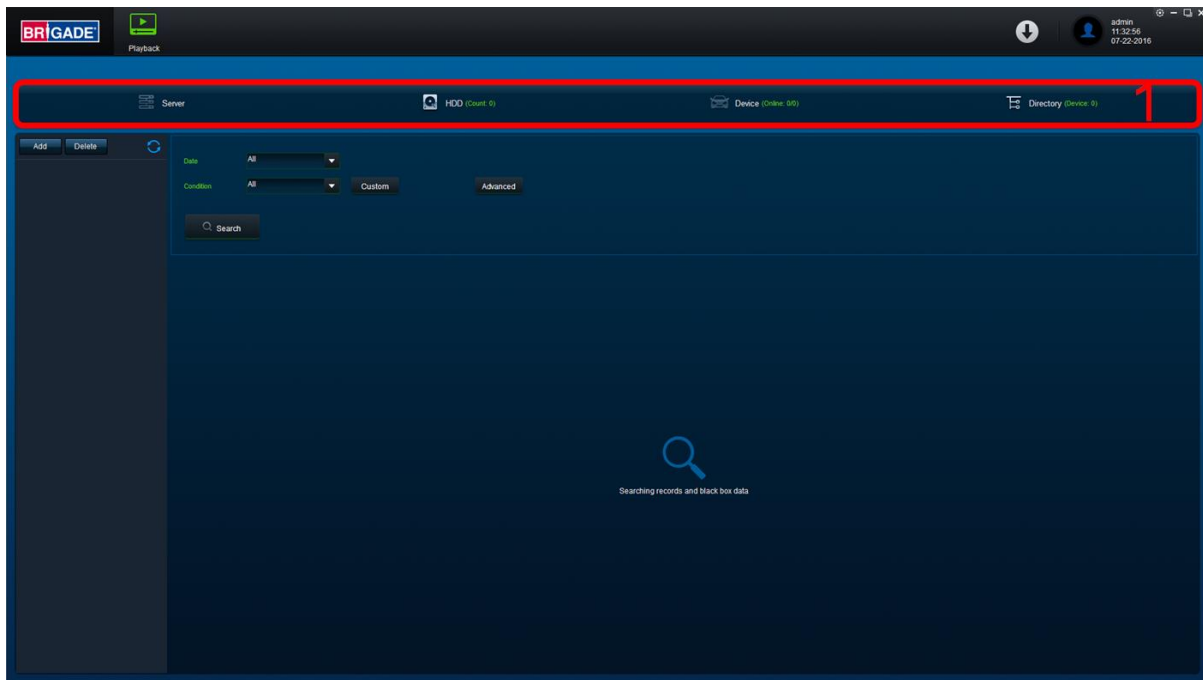 BRIGADE
Playback
admin
11:32:56
07-22-2016
Server
HDD (Count: 0)
Device (Online: 0/0)
Directory (Device: 0)
1
Add Delete
Date All
Condition All Custom Advanced
Search
Searching records and black box data